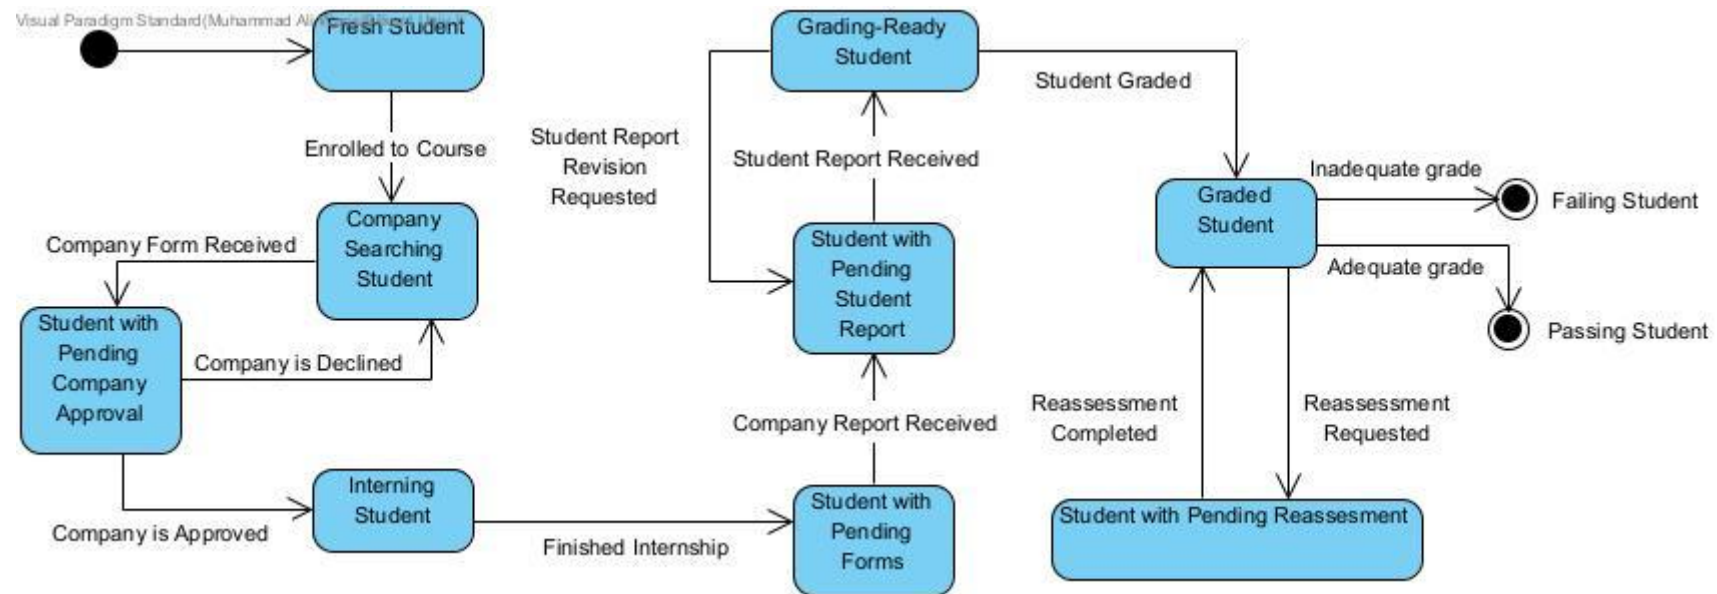 Visual Paradigm Standard(Muhammad Ali
Fresh Student
Enrolled to Course
Company
Searching
Student
Company Form Received
Student with
Pending
Company
Approval
Company is Declined
Company is Approved
Interning
Student
Finished Internship
Student with
Pending
Forms
Company Report Received
Student with
Pending
Student
Report
Student Report Received
Student Report
Revision
Requested
Grading-Ready
Student
Student Graded
Graded
Student
Inadequate grade
Failing Student
Adequate grade
Passing Student
Reassessment
Completed
Reassessment
Requested
Student with Pending Reassesment